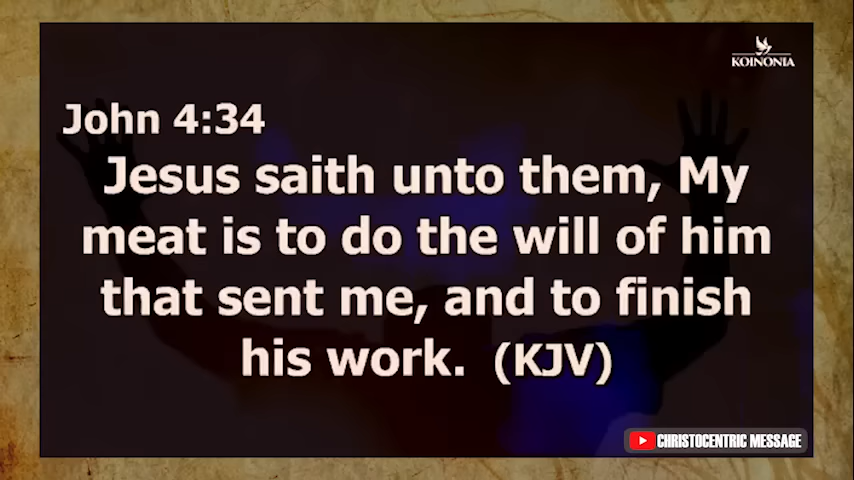 KOINONIA
John 4:34
Jesus saith unto them, My
meat is to do the will of him
that sent me, and to finish
his work. (KJV)
CHRISTOCENTRIC MESSAGE